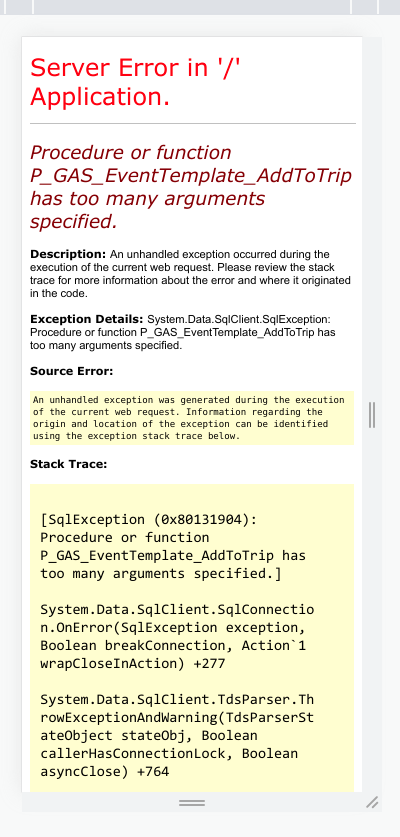 Server Error in '/'
Application.
Procedure or function
P_GAS_EventTemplate_AddToTrip
has too many arguments
specified.
Description: An unhandled exception occurred during the
execution of the current web request. Please review the stack
trace for more information about the error and where it originated
in the code.
Exception Details: System.Data.SqlClient.SqlException:
Procedure or function P_GAS_EventTemplate_AddToTrip has
too many arguments specified.
Source Error:
An unhandled exception was generated during the execution
of the current web request. Information regarding the
origin and location of the exception can be identified
using the exception stack trace below.
Stack Trace:
[SqlException (0x80131904):
Procedure or function
P_GAS_EventTemplate_AddToTrip has
too many arguments specified.]
System.Data.SqlClient.SqlConnectio
n.OnError(SqlException exception,
Boolean breakConnection, Action`1
wrapCloseInAction) +277
System.Data.SqlClient.TdsParser.Th
rowExceptionAndWarning(TdsParserSt
ateObject stateObj, Boolean
callerHasConnectionLock, Boolean
asyncClose) +764